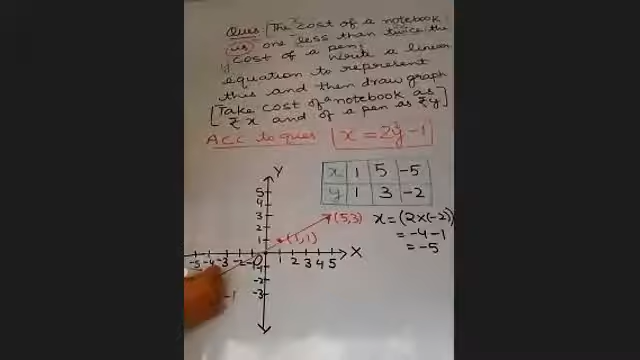 Ques:[The cost of a notebook
is one less than twice the
cost of a pen. Write a linear
equation to represent
this and then draw graph
[Take cost of a notebook as
₹ x and of a pen as ₹ y]
ACC to ques x = 2y - 1
x 1 5 -5
y 1 3 -2
x = (2×(-2))
= -4 - 1
= -5
Y
5
4
3
2
1
(5,3)
(1,1)
-5 -4 -3 -2 -1 0 1 2 3 4 5 X
-1
-2
-3